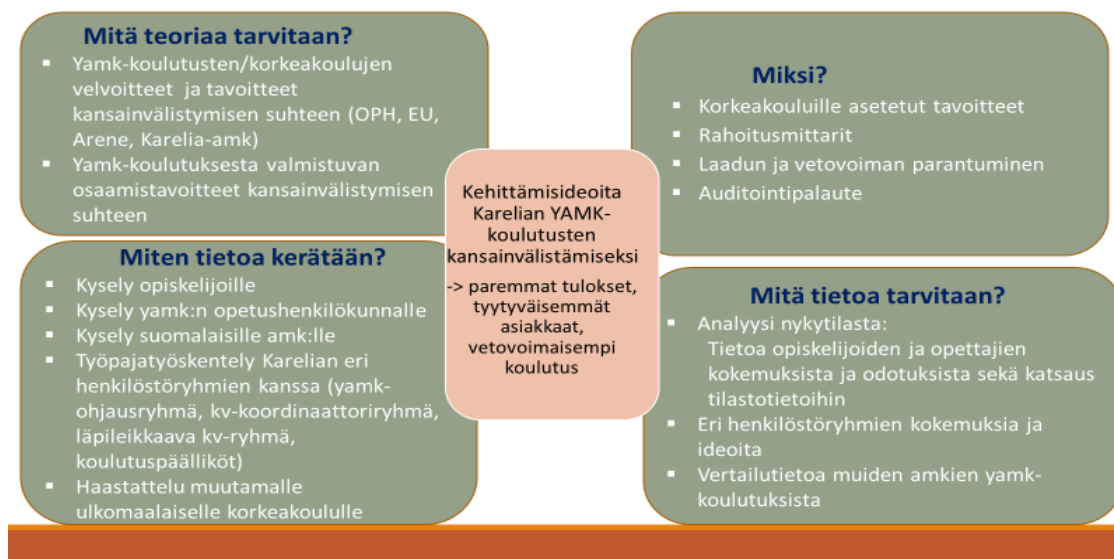 Mitä teoriaa tarvitaan?
▪ Yamk-koulutusten/korkeakoulujen
velvoitteet ja tavoitteet
kansainvälistymisen suhteen (OPH, EU,
Arene, Karelia-amk)
▪ Yamk-koulutuksesta valmistuvan
osaamistavoitteet kansainvälistymisen
suhteen
Miksi?
▪ Korkeakouluille asetetut tavoitteet
▪ Rahoitusmittarit
▪ Laadun ja vetovoiman parantuminen
▪ Auditointipalaute
Kehittämisideoita
Karelian YAMK-
koulutusten
kansainvälistämiseksi
-> paremmat tulokset,
tyytyväisemmät
asiakkaat,
vetovoimaisempi
koulutus
Miten tietoa kerätään?
▪ Kysely opiskelijoille
▪ Kysely yamk:n opetushenkilökunnalle
▪ Kysely suomalaisille amk:lle
▪ Työpajatyöskentely Karelian eri
henkilöstöryhmien kanssa (yamk-
ohjausryhmä, kv-koordinaattoriryhmä,
läpileikkaava kv-ryhmä,
koulutuspäälliköt)
▪ Haastattelu muutamalle
ulkomaalaiselle korkeakoululle
Mitä tietoa tarvitaan?
▪ Analyysi nykytilasta:
Tietoa opiskelijoiden ja opettajien
kokemuksista ja odotuksista sekä katsaus
tilastotietoihin
▪ Eri henkilöstöryhmien kokemuksia ja
ideoita
▪ Vertailutietoa muiden amkien yamk-
koulutuksista